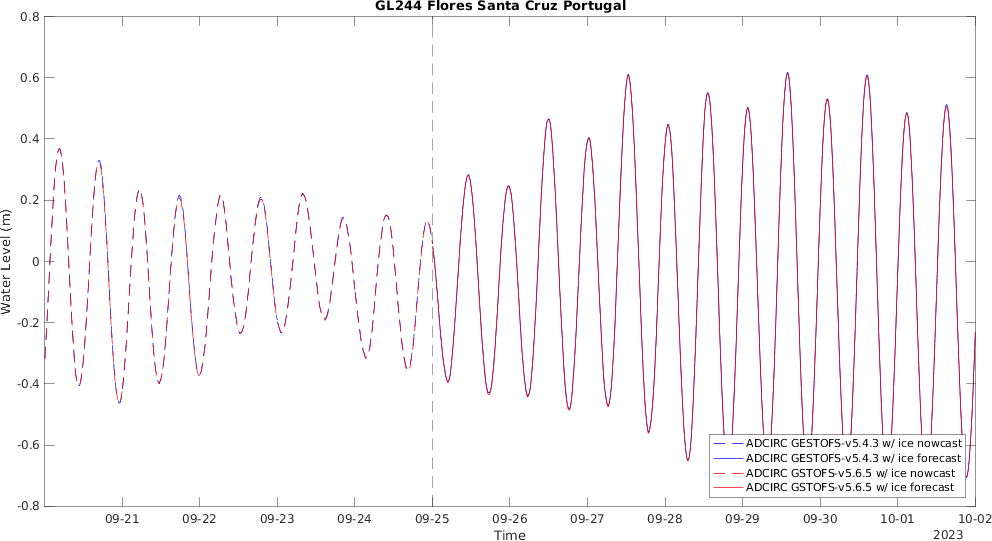 GL244 Flores Santa Cruz Portugal
0.8
0.6
0.4
0.2
0
-0.2
-0.4
-0.6
-0.8
Water Level (m)
ADCIRC GESTOFS-v5.4.3 w/ ice nowcast
ADCIRC GESTOFS-v5.4.3 w/ ice forecast
ADCIRC GSTOFS-v5.6.5 w/ ice nowcast
ADCIRC GSTOFS-v5.6.5 w/ ice forecast
09-21 09-22 09-23 09-24 09-25 09-26 09-27 09-28 09-29 09-30 10-01 10-02
Time
2023